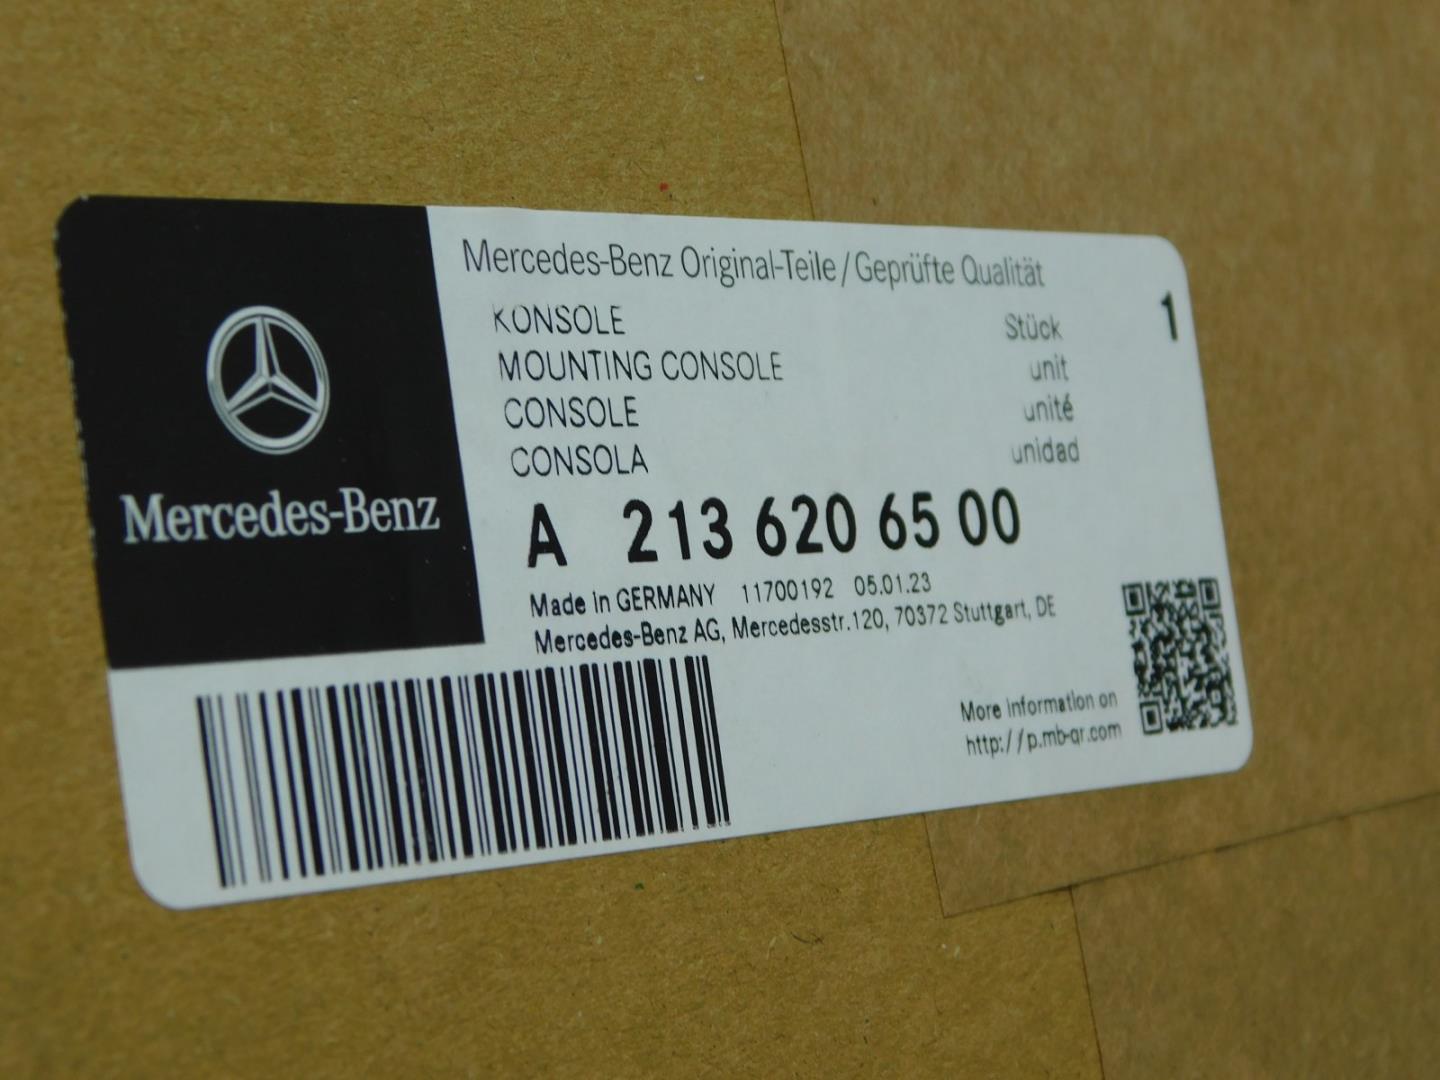 Mercedes-Benz
Mercedes-Benz Original-Teile / Geprüfte Qualität
KONSOLE Stück 1
MOUNTING CONSOLE unit
CONSOLE unité
CONSOLA unidad
A 213 620 65 00
Made in GERMANY 11700192 05.01.23
Mercedes-Benz AG, Mercedesstr.120, 70372 Stuttgart, DE
More information on
http://p.mb-qr.com